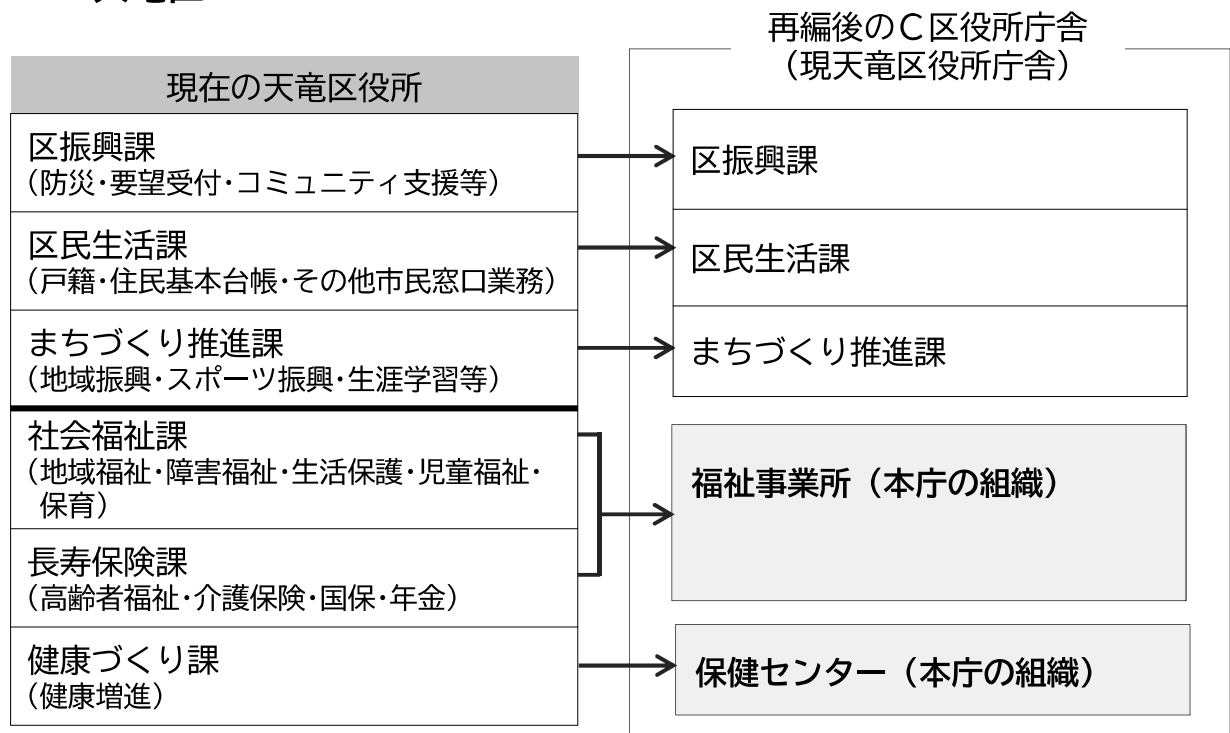 現在の天竜区役所
区振興課
（防災･要望受付･コミュニティ支援等）
区民生活課
（戸籍･住民基本台帳･その他市民窓口業務）
まちづくり推進課
（地域振興･スポーツ振興･生涯学習等）
社会福祉課
（地域福祉･障害福祉･生活保護･児童福祉･
保育）
長寿保険課
（高齢者福祉･介護保険･国保･年金）
健康づくり課
（健康増進）
再編後のＣ区役所庁舎
（現天竜区役所庁舎）
区振興課
区民生活課
まちづくり推進課
福祉事業所（本庁の組織）
保健センター（本庁の組織）